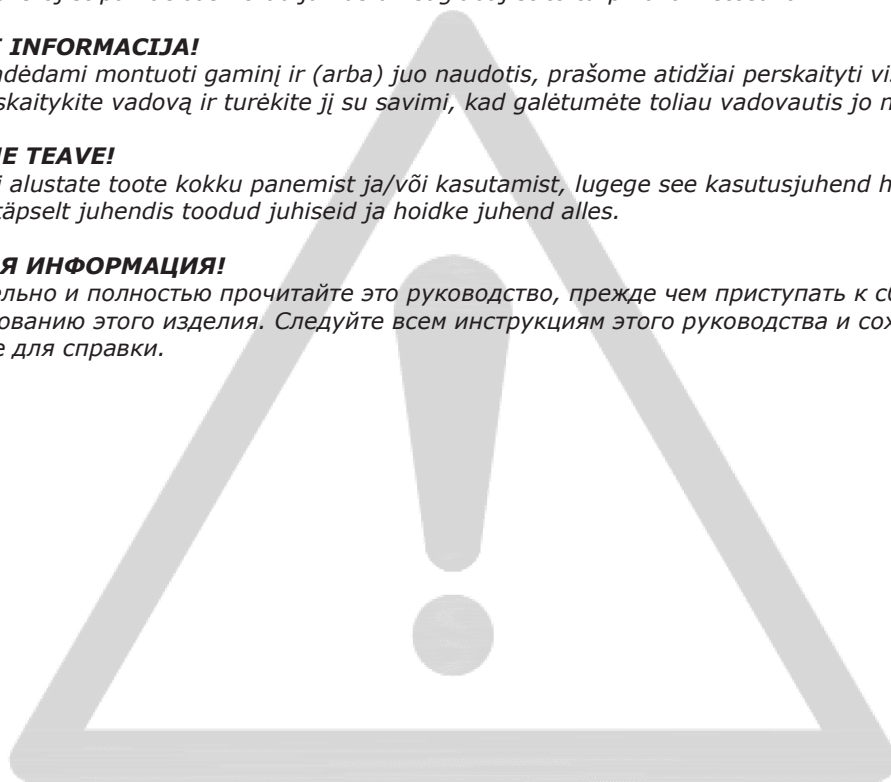 INFORMACIJA!
adėdami montuoti gaminį ir (arba) juo naudotis, prašome atidžiai perskaityti
skaitykite vadovą ir turėkite jį su savimi, kad galėtumėte toliau vadovautis jo
TEAVE!
alustate toote kokku panemist ja/või kasutamist, lugege see kasutusjuhend
täpselt juhendis toodud juhiseid ja hoidke juhend alles.
Я ИНФОРМАЦИЯ!
ельно и полностью прочитайте это руководство, прежде чем приступать к
ованию этого изделия. Следуйте всем инструкциям этого руководства и
е для справки.